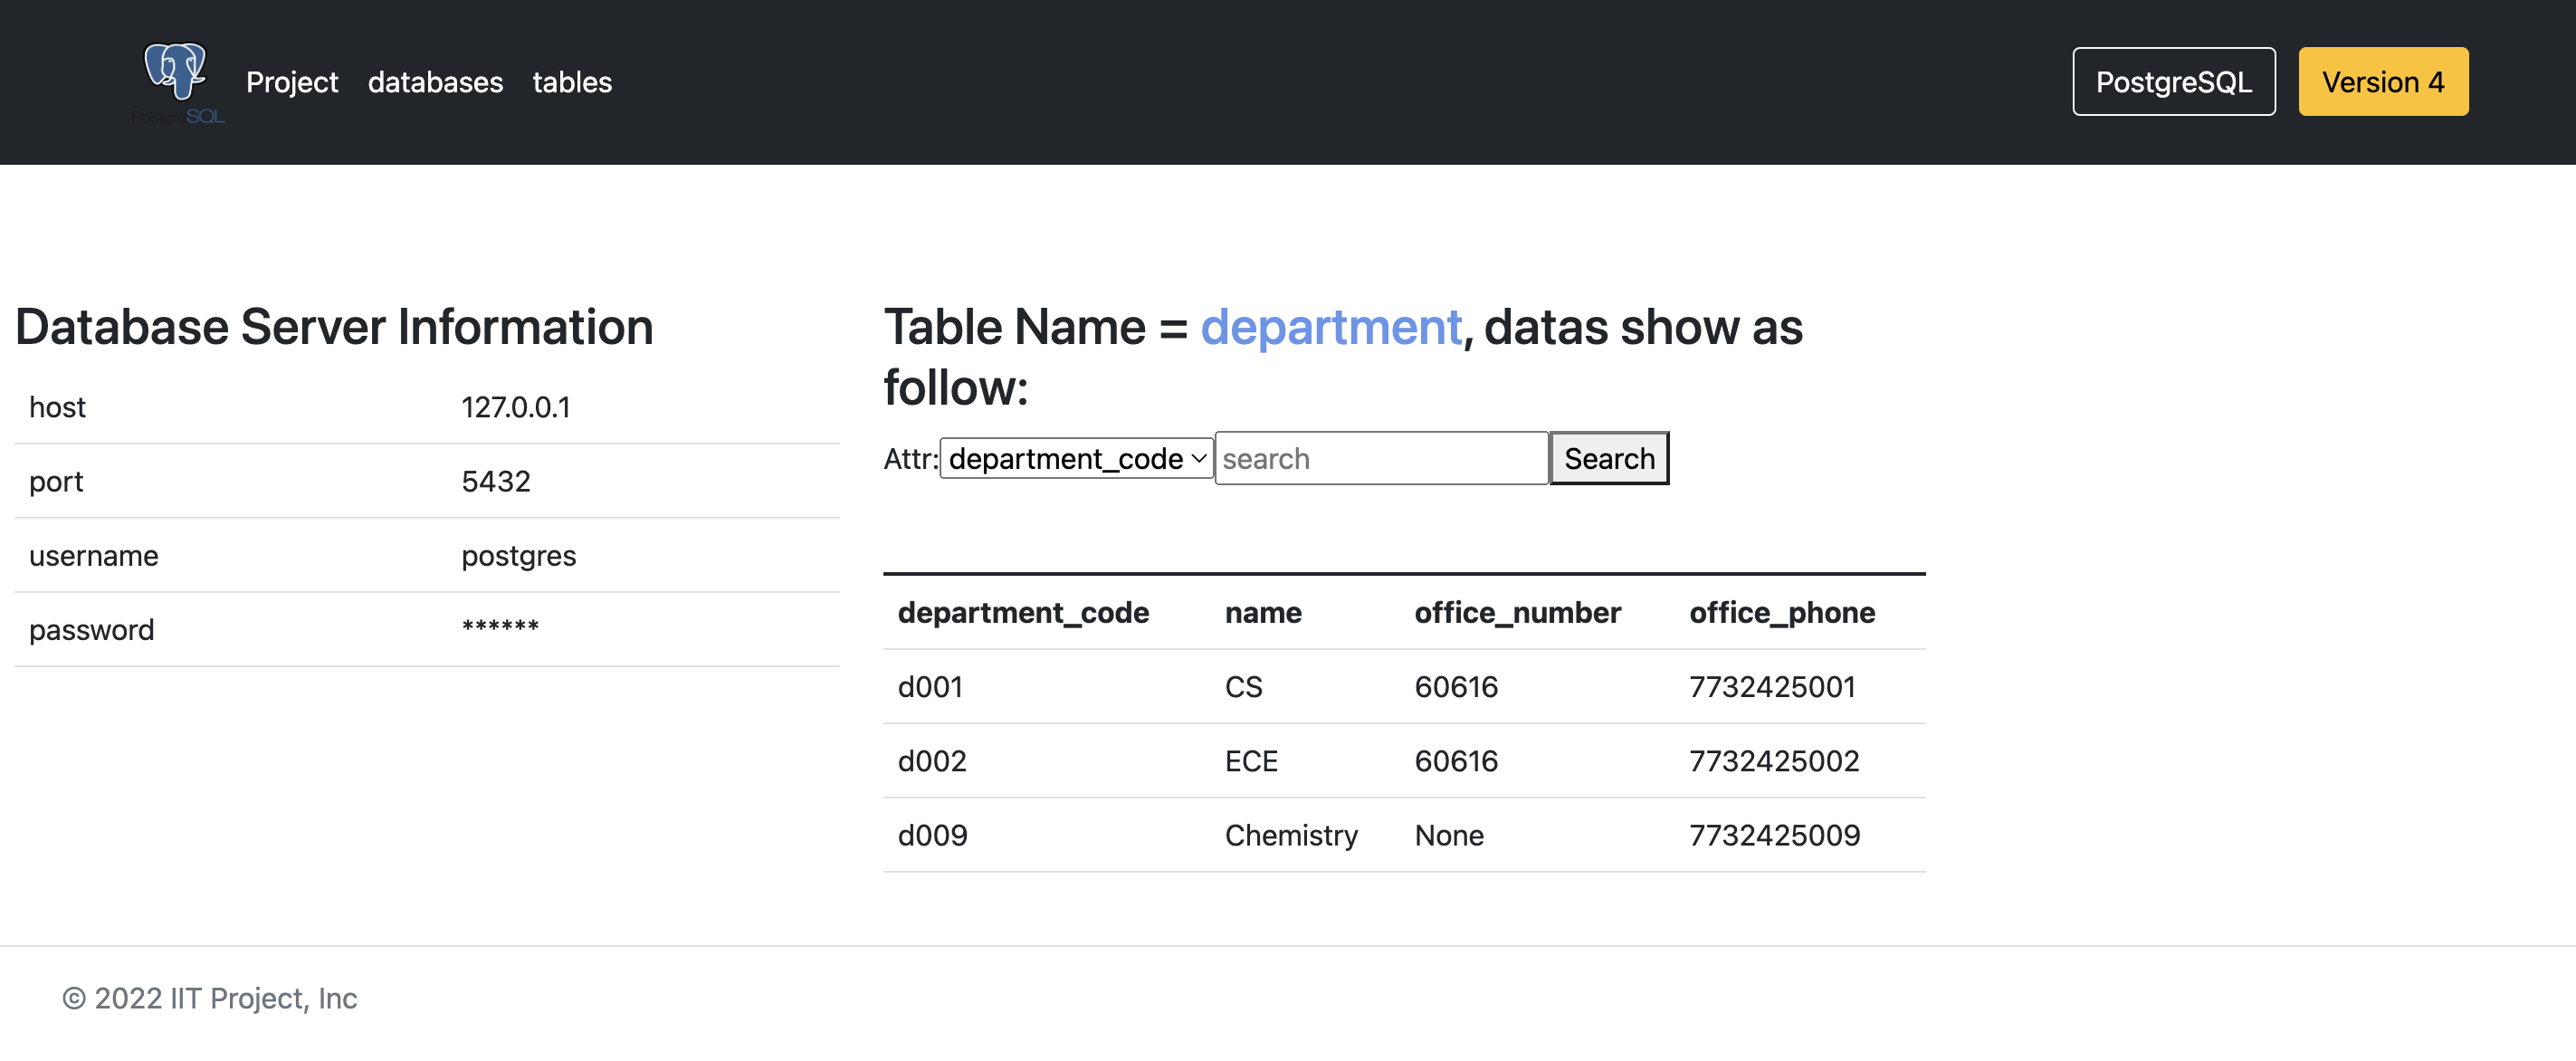 PostgreSQL
Project databases tables
PostgreSQL Version 4
Database Server Information
host 127.0.0.1
port 5432
username postgres
password ******
Table Name = department, datas show as
follow:
Attr: department_code search Search
department_code name office_number office_phone
d001 CS 60616 7732425001
d002 ECE 60616 7732425002
d009 Chemistry None 7732425009
© 2022 IIT Project, Inc